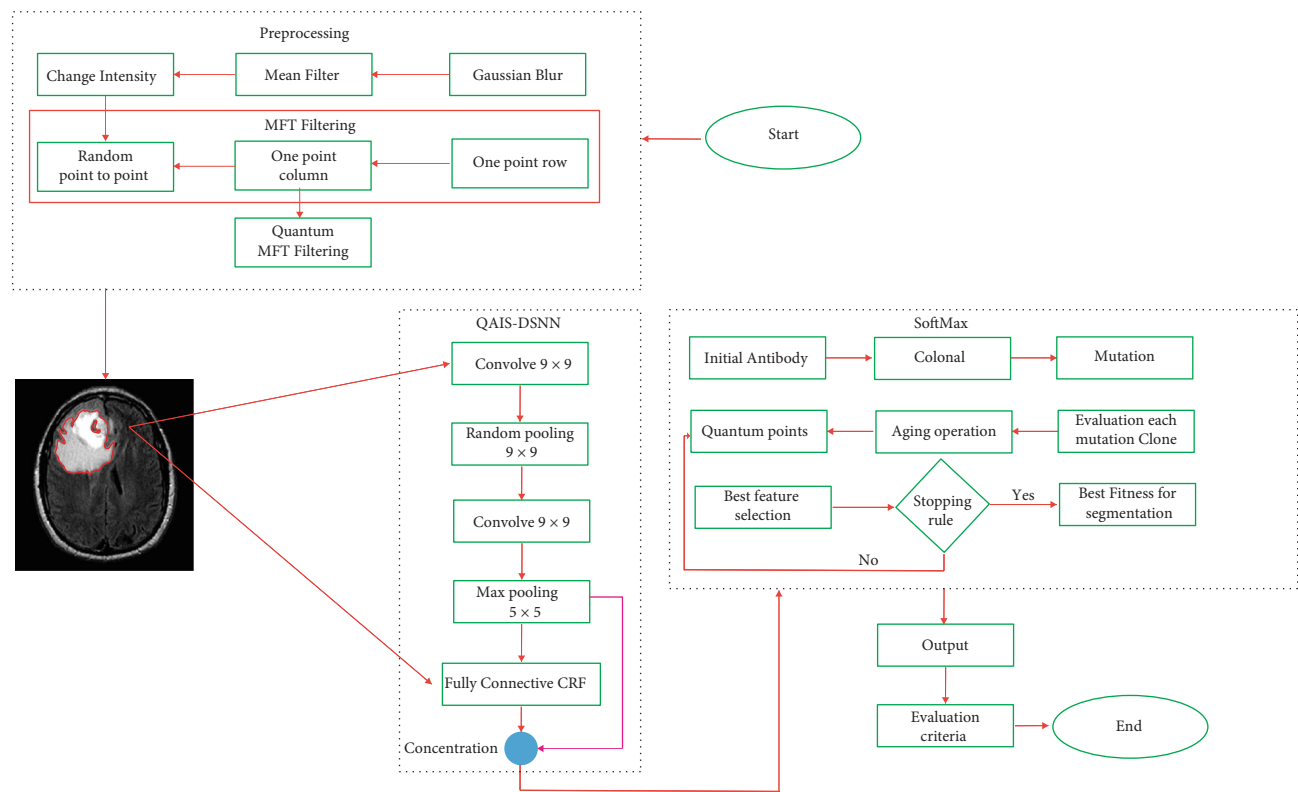 Preprocessing
Change Intensity
Mean Filter
Gaussian Blur
MFT Filtering
Random
point to point
One point
column
One point row
Quantum
MFT Filtering
Start
QAIS-DSNN
Convolve 9 × 9
Random pooling
9 × 9
Convolve 9 × 9
Max pooling
5 × 5
Fully Connective CRF
Concentration
SoftMax
Initial Antibody
Colonal
Mutation
Quantum points
Aging operation
Evaluation each
mutation Clone
Best feature
selection
Stopping
rule
Yes
Best Fitness for
segmentation
No
Output
Evaluation
criteria
End